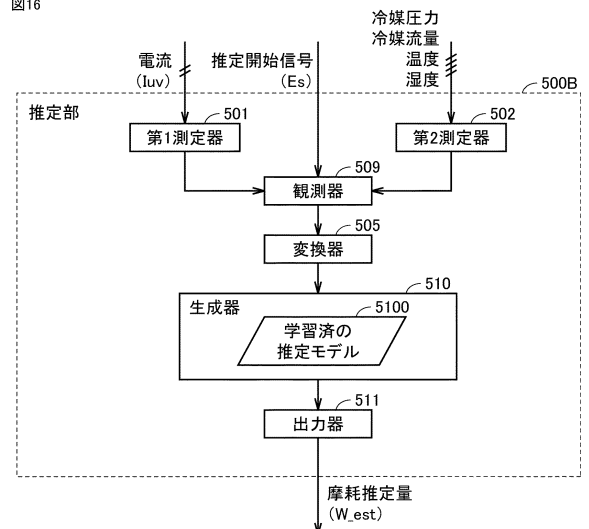 図16
冷媒圧力
冷媒流量
温度
湿度
電流
(Iuv)
推定開始信号
(Es)
500B
推定部
501
第1測定器
502
第2測定器
509
観測器
505
変換器
510
生成器
5100
学習済の
推定モデル
511
出力器
摩耗推定量
(W_est)